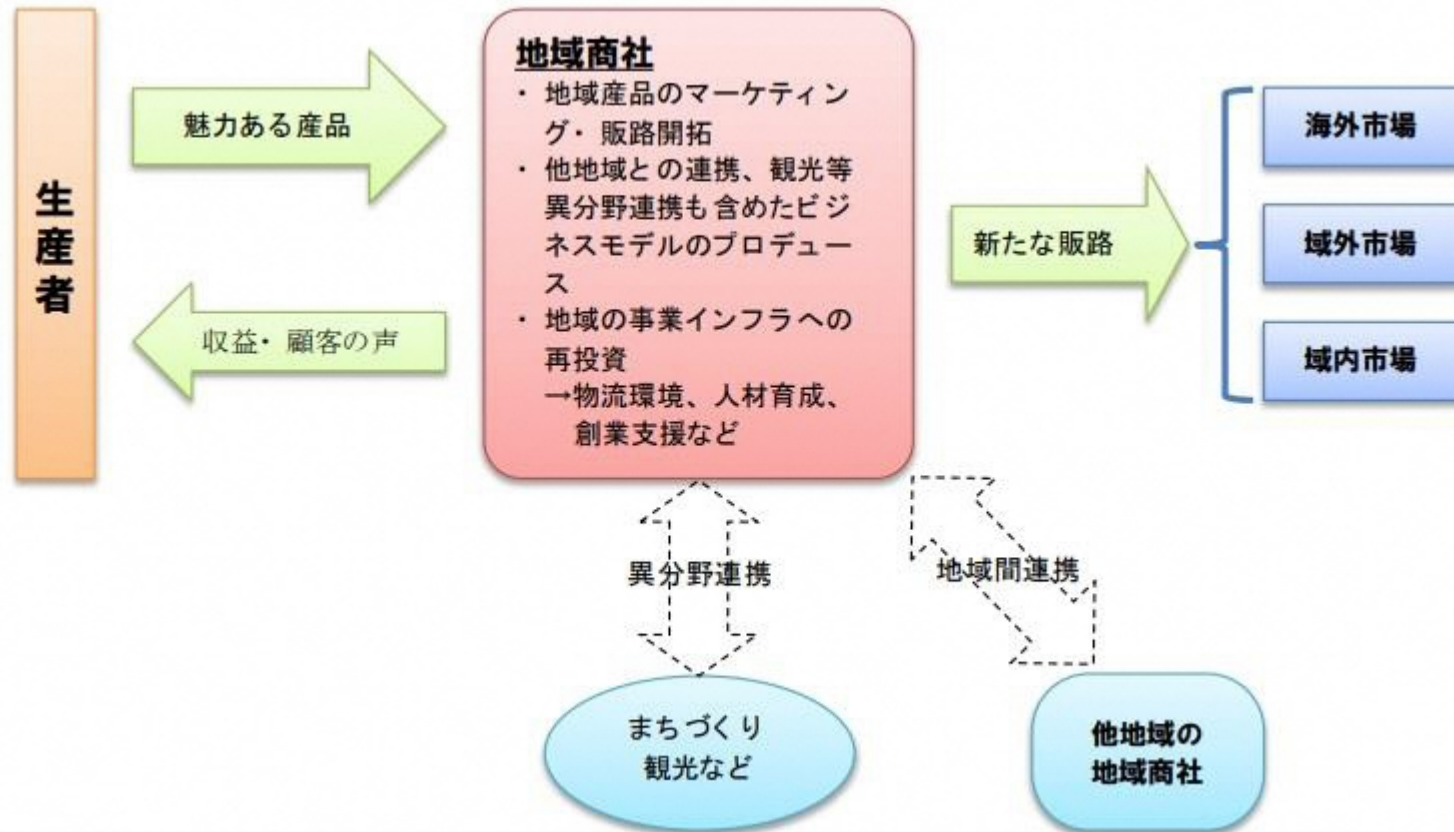 生産者
魅力ある産品
収益・顧客の声
地域商社
・ 地域産品のマーケティン
グ・販路開拓
・ 他地域との連携、観光等
異分野連携も含めたビジ
ネスモデルのプロデュー
ス
・ 地域の事業インフラへの
再投資
→物流環境、人材育成、
創業支援など
新たな販路
海外市場
域外市場
域内市場
異分野連携
地域間連携
まちづくり
観光など
他地域の
地域商社